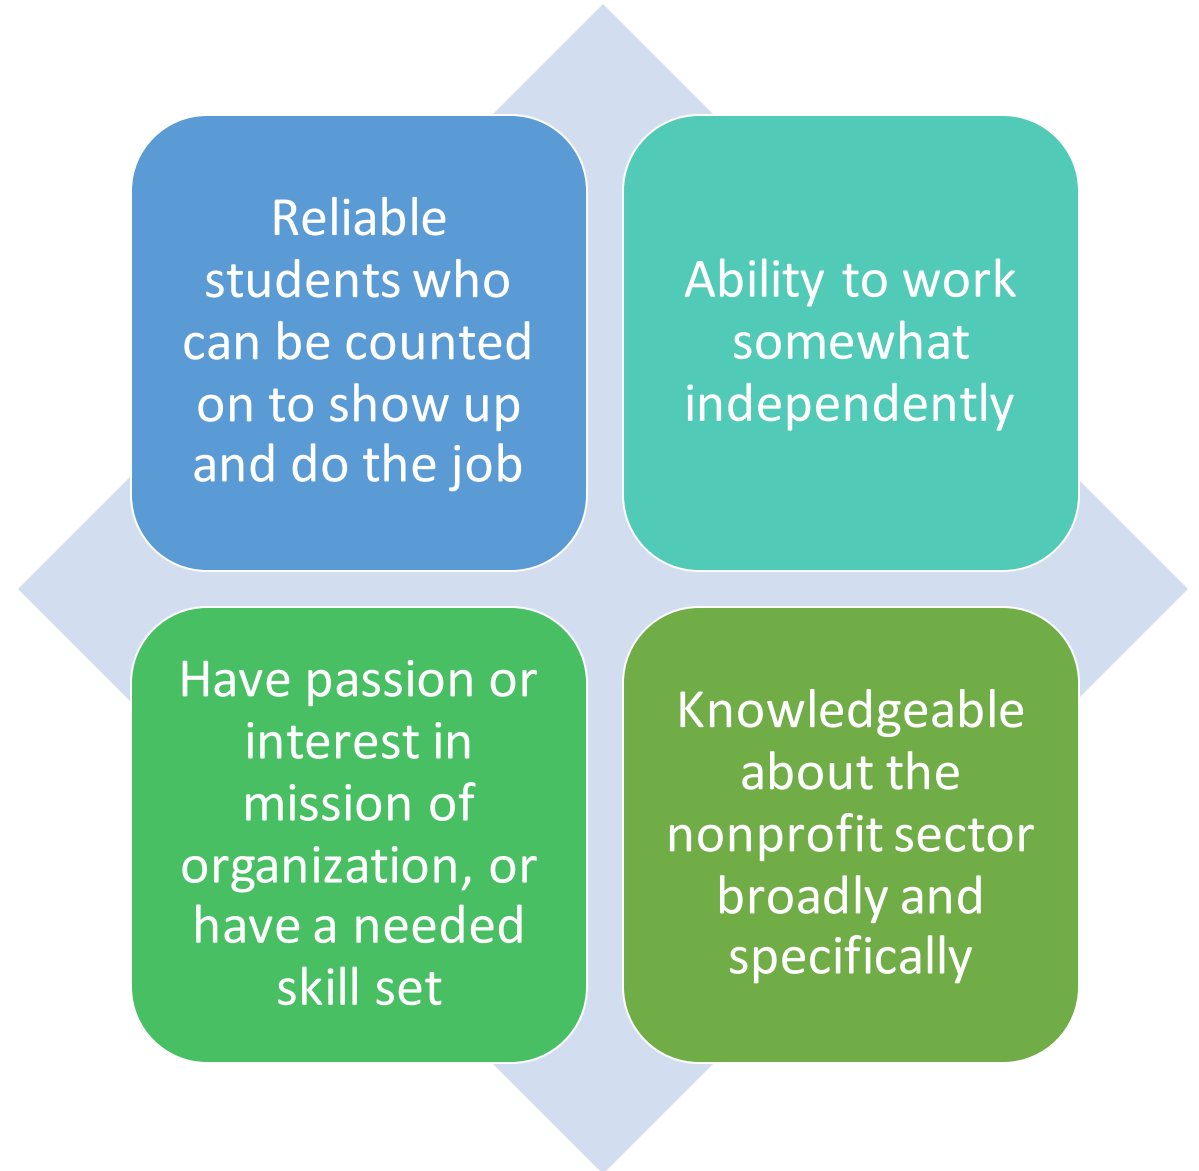 Reliable
students who
can be counted
on to show up
and do the job
Ability to work
somewhat
independently
Have passion or
interest in
mission of
organization, or
have a needed
skill set
Knowledgeable
about the
nonprofit sector
broadly and
specifically